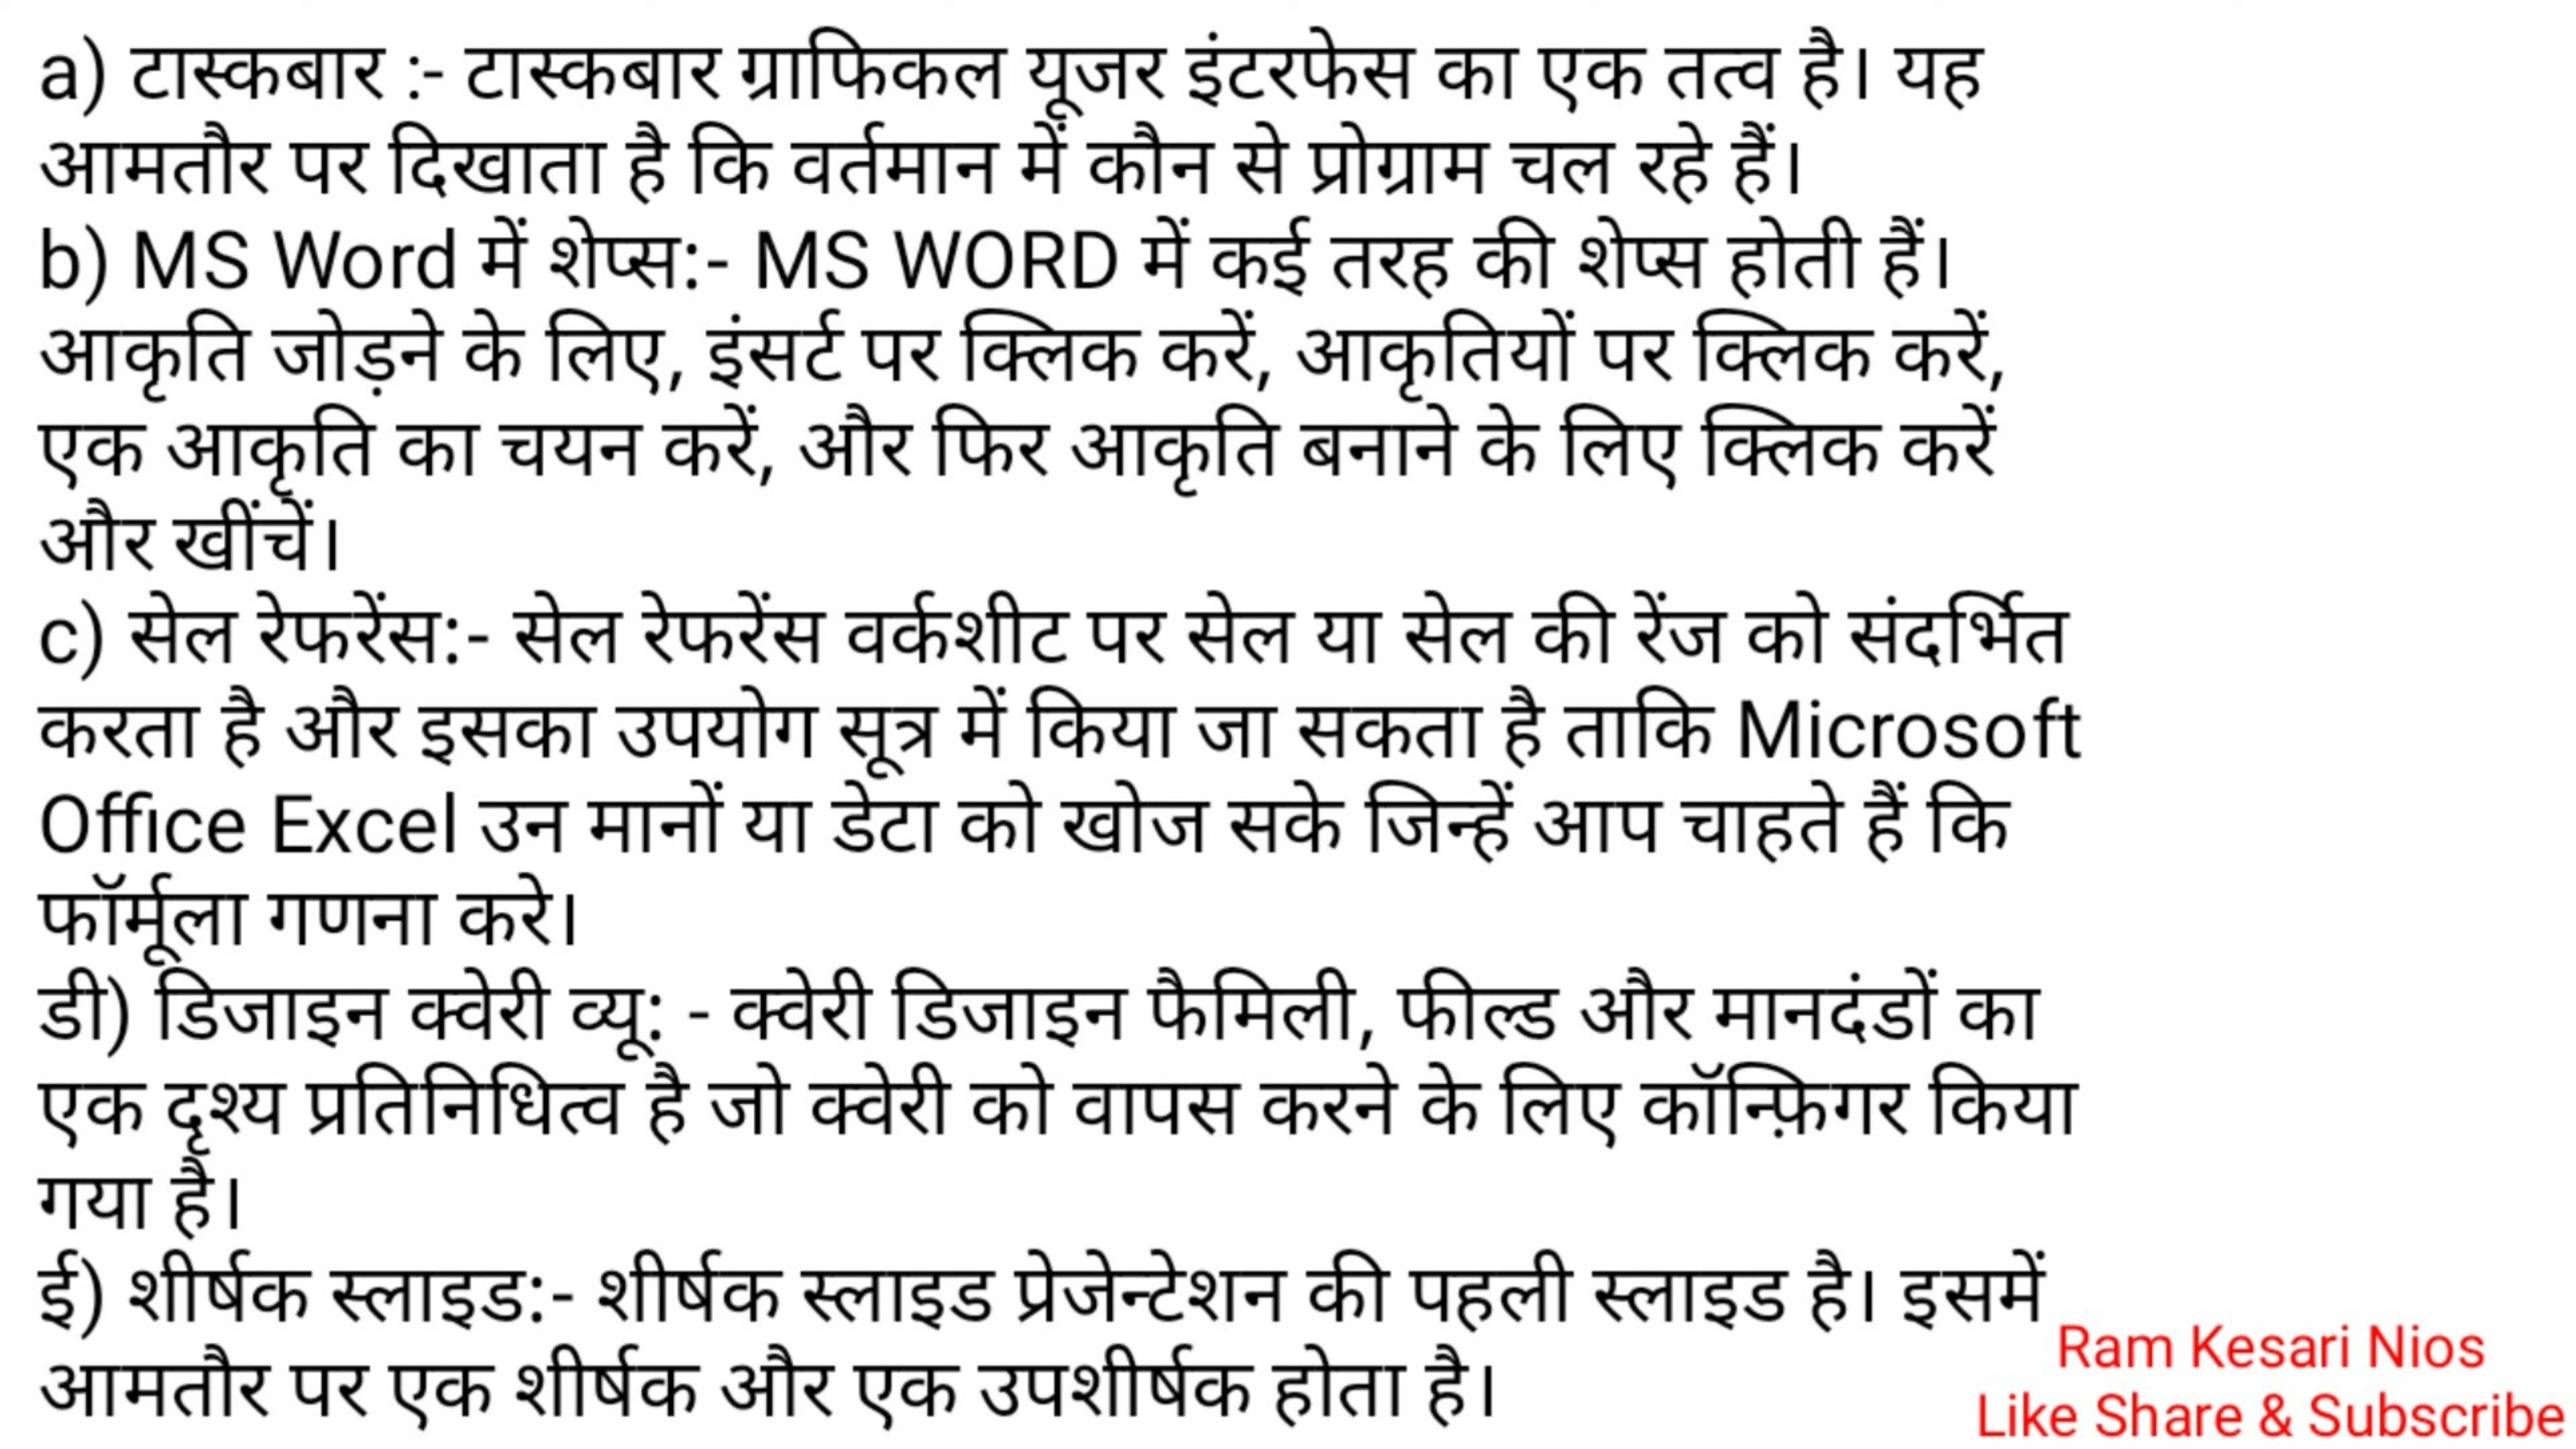 a) टास्कबार :- टास्कबार ग्राफिकल यूजर इंटरफेस का एक तत्व है। यह
आमतौर पर दिखाता है कि वर्तमान में कौन से प्रोग्राम चल रहे हैं।
b) MS Word में शेप्स:- MS WORD में कई तरह की शेप्स होती हैं।
आकृति जोड़ने के लिए, इंसर्ट पर क्लिक करें, आकृतियों पर क्लिक करें,
एक आकृति का चयन करें, और फिर आकृति बनाने के लिए क्लिक करें
और खींचें।
c) सेल रेफरेंस:- सेल रेफरेंस वर्कशीट पर सेल या सेल की रेंज को संदर्भित
करता है और इसका उपयोग सूत्र में किया जा सकता है ताकि Microsoft
Office Excel उन मानों या डेटा को खोज सके जिन्हें आप चाहते हैं कि
फॉर्मूला गणना करे।
डी) डिजाइन क्वेरी व्यू: - क्वेरी डिजाइन फैमिली, फील्ड और मानदंडों का
एक दृश्य प्रतिनिधित्व है जो क्वेरी को वापस करने के लिए कॉन्फ़िगर किया
गया है।
ई) शीर्षक स्लाइड:- शीर्षक स्लाइड प्रेजेन्टेशन की पहली स्लाइड है। इसमें
आमतौर पर एक शीर्षक और एक उपशीर्षक होता है।
Ram Kesari Nios
Like Share & Subscribe